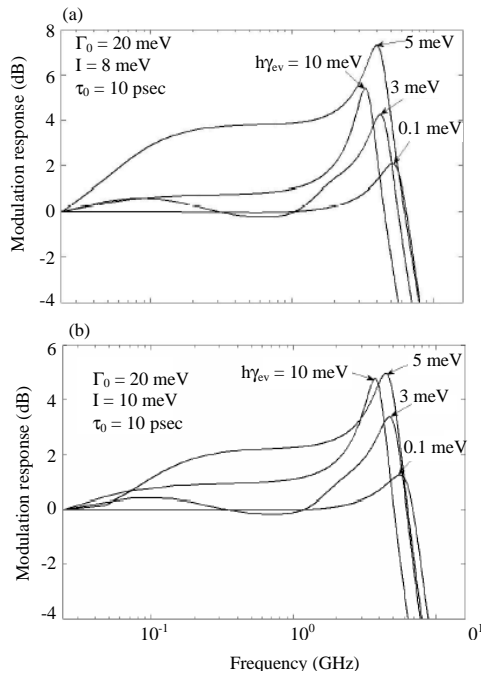 (a)
Γ₀ = 20 meV
I = 8 meV
τ₀ = 10 psec
hγev = 10 meV
5 meV
3 meV
0.1 meV
Modulation response (dB)
8
6
4
2
0
-2
-4
(b)
Γ₀ = 20 meV
I = 10 meV
τ₀ = 10 psec
hγev = 10 meV
5 meV
3 meV
0.1 meV
Modulation response (dB)
6
4
2
0
-2
-4
10⁻¹
10⁰
0¹
Frequency (GHz)